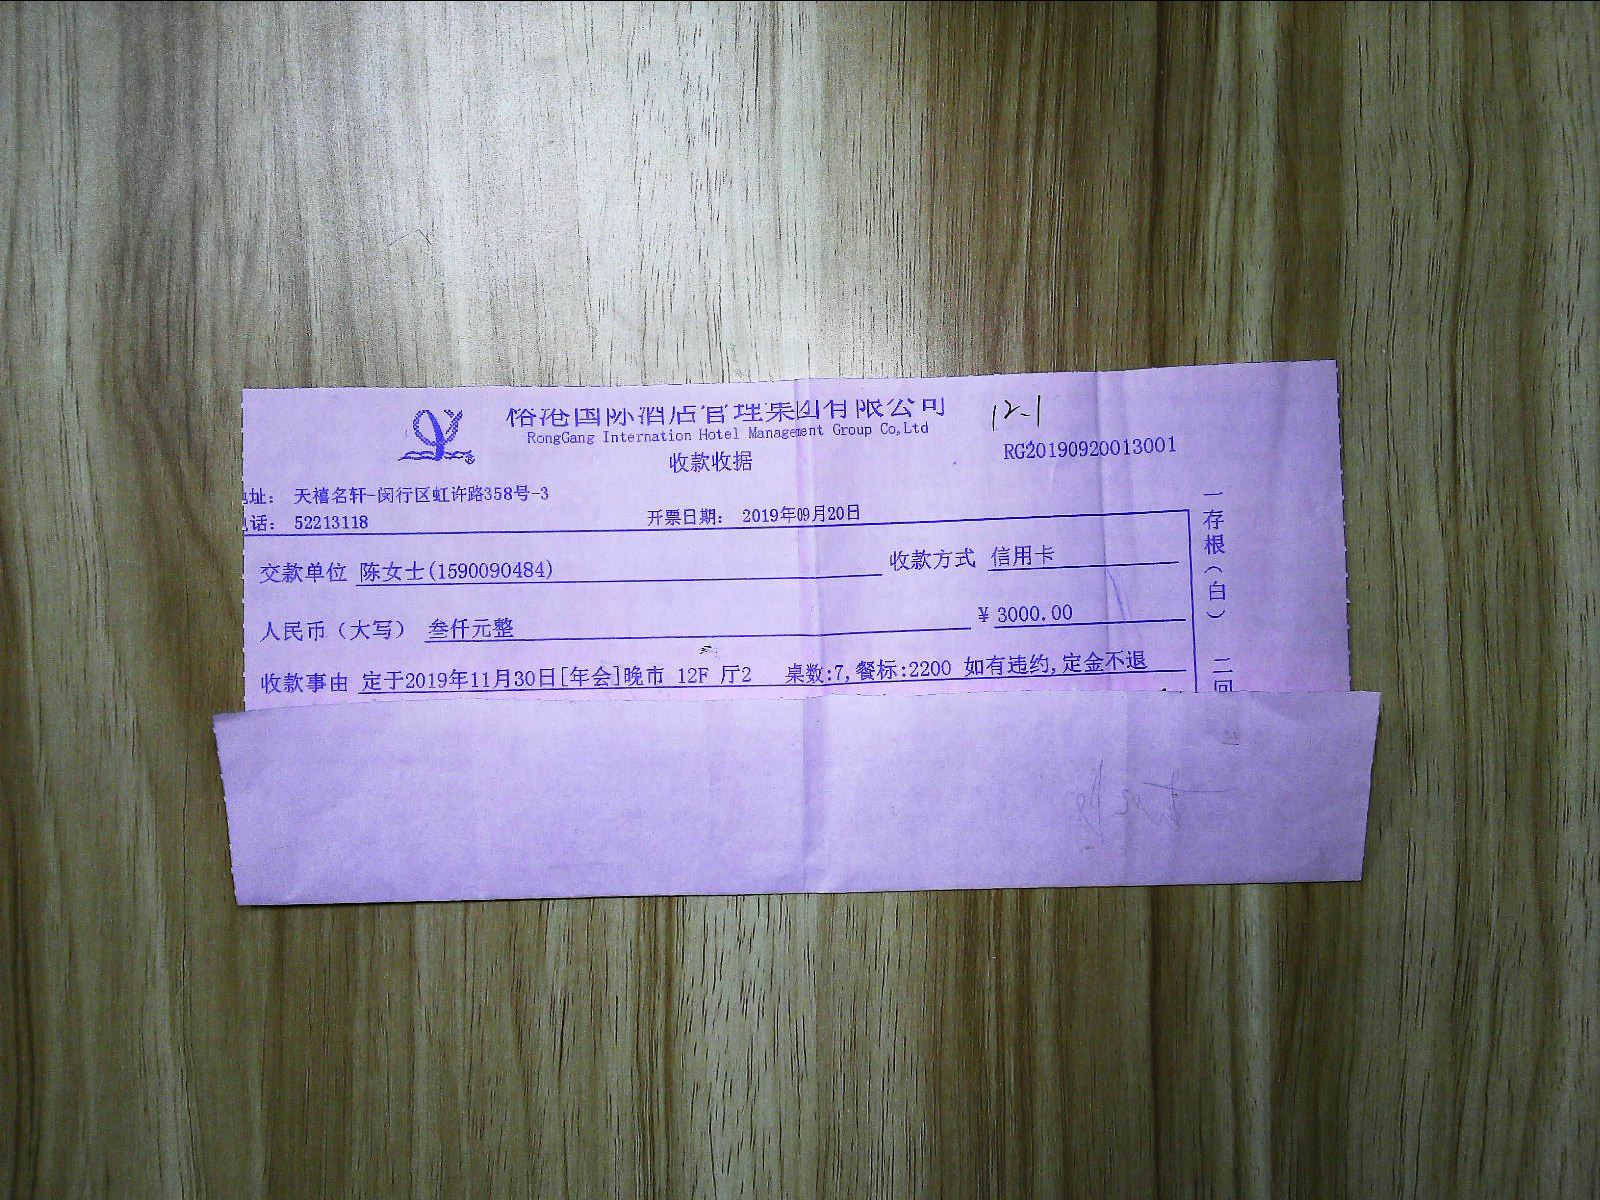 国际酒店管理集团有限公司
RongGang Internation Hotel Management Group Co,Ltd
12-1
收款收据
RG20190920013001
址: 天禧名轩-闵行区虹许路358号-3
话: 52213118
开票日期: 2019年09月20日
交款单位 陈女士(1590090484)
收款方式 信用卡
人民币(大写) 叁仟元整
¥ 3000.00
收款事由 定于2019年11月30日[年会]晚市 12F 厅2 桌数:7,餐标:2200 如有违约,定金不退
一存根(白) 二回